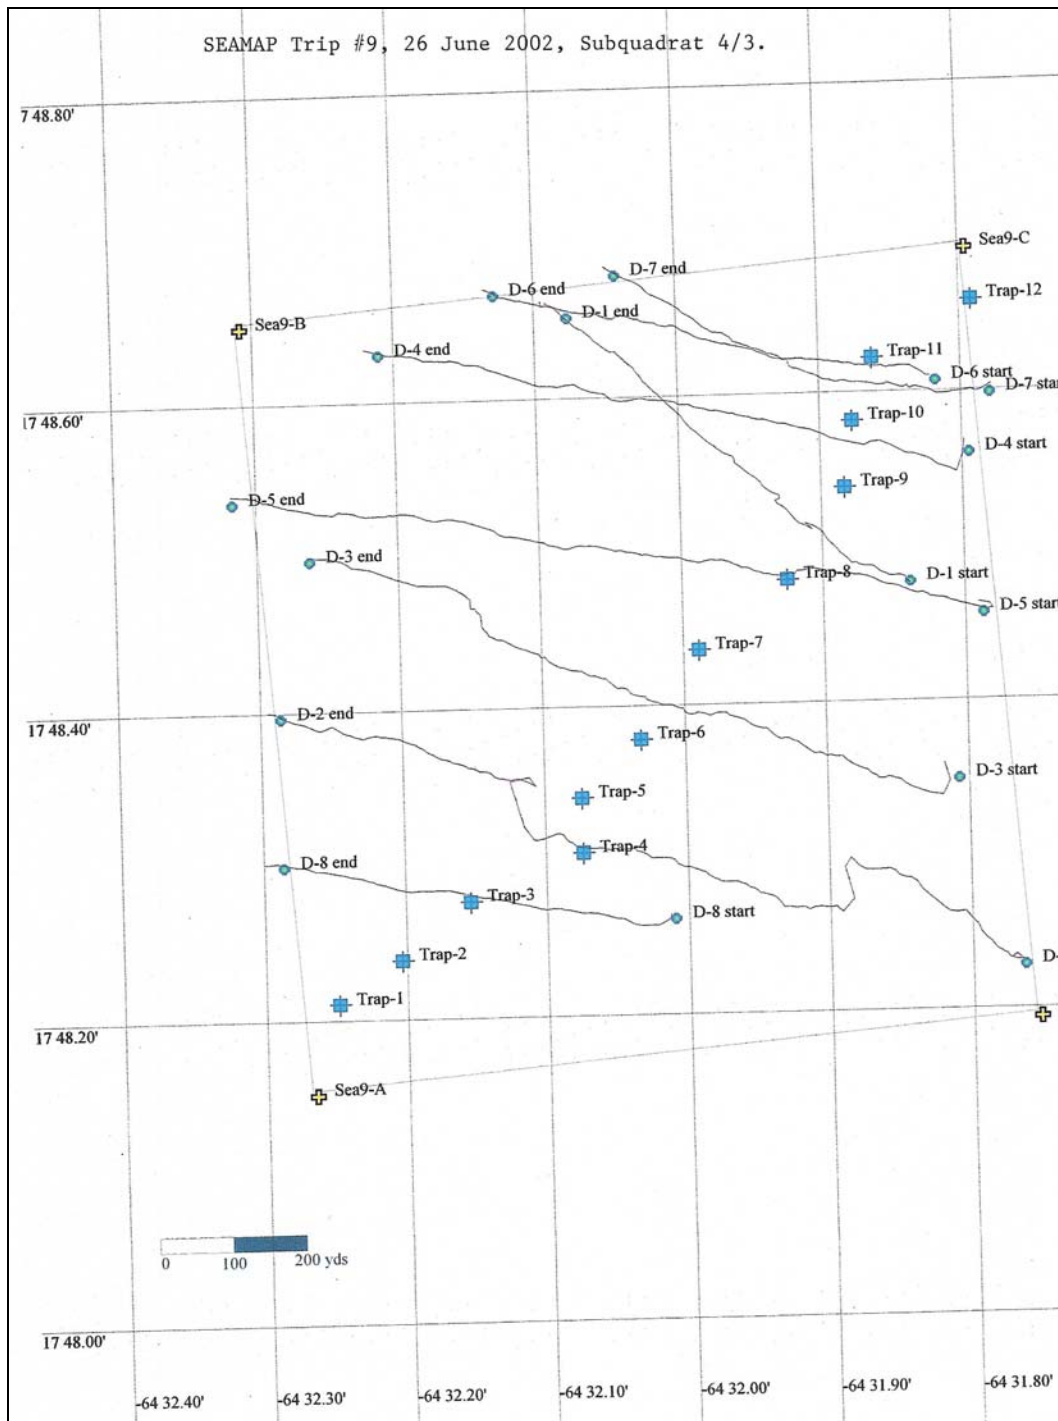 SEAMAP Trip #9, 26 June 2002, Subquadrat 4/3.
7 48.80'
Sea9-C
D-7 end
D-6 end
Trap-12
D-1 end
Sea9-B
D-4 end
Trap-11
D-6 start
D-7 star
Trap-10
17 48.60'
D-4 start
Trap-9
D-5 end
D-3 end
Trap-8
D-1 start
D-5 start
Trap-7
D-2 end
17 48.40'
Trap-6
D-3 start
Trap-5
Trap-4
D-8 end
Trap-3
D-8 start
Trap-2
D-
Trap-1
17 48.20'
Sea9-A
0 100 200 yds
17 48.00'
-64 32.40' -64 32.30' -64 32.20' -64 32.10' -64 32.00' -64 31.90' -64 31.80'